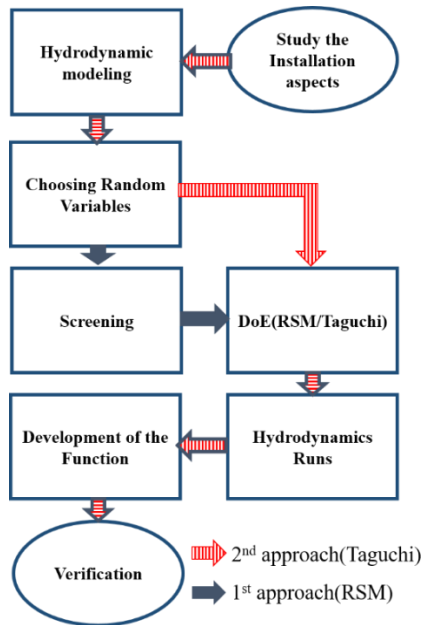 Hydrodynamic
modeling
Study the
Installation
aspects
Choosing Random
Variables
Screening
DoE(RSM/Taguchi)
Development of the
Function
Hydrodynamics
Runs
Verification
2nd approach(Taguchi)
1st approach(RSM)